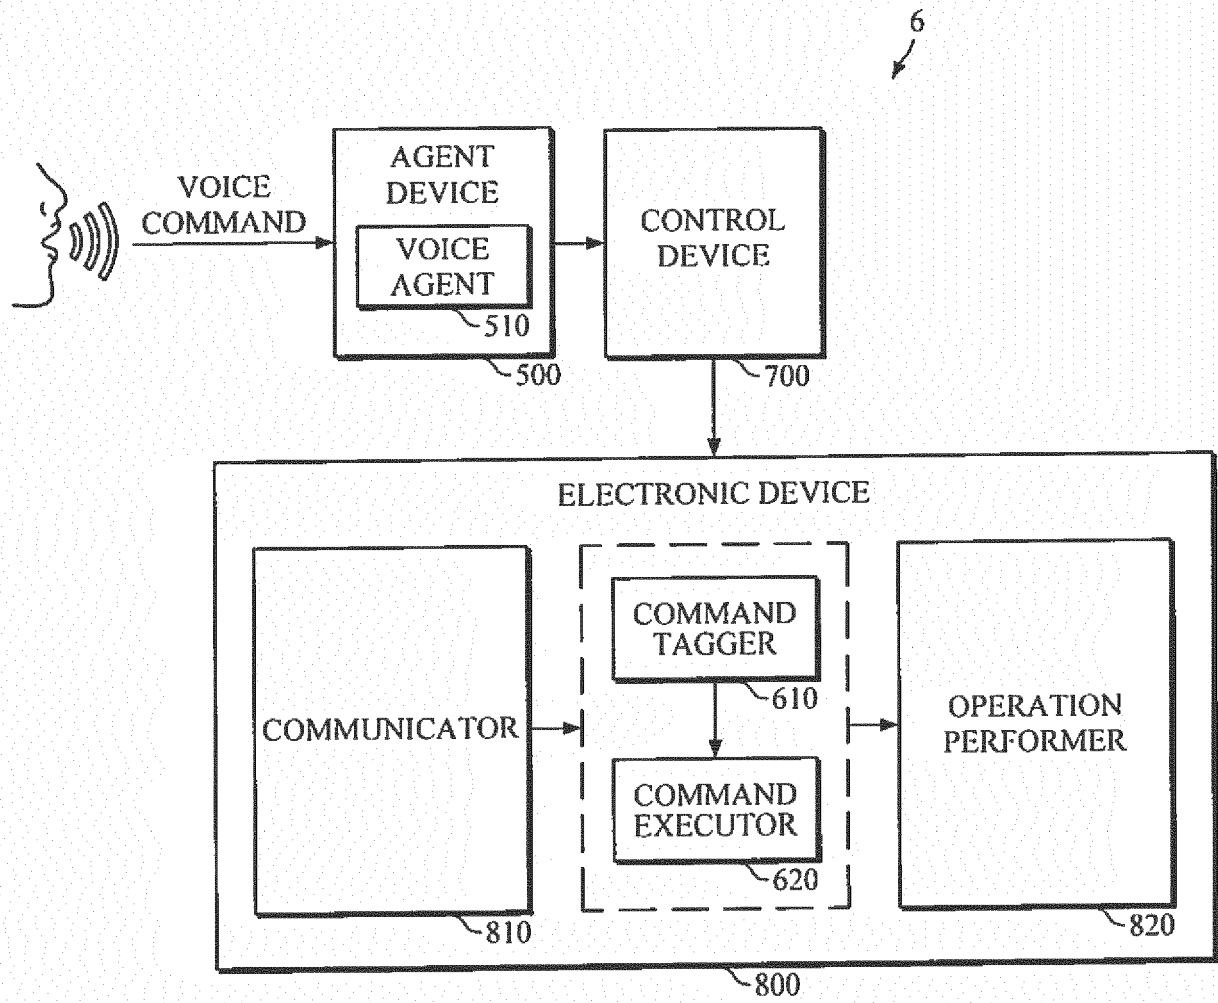 6
VOICE
COMMAND
AGENT
DEVICE
VOICE
AGENT
510
500
CONTROL
DEVICE
700
ELECTRONIC DEVICE
COMMUNICATOR
810
COMMAND
TAGGER
610
COMMAND
EXECUTOR
620
OPERATION
PERFORMER
820
800